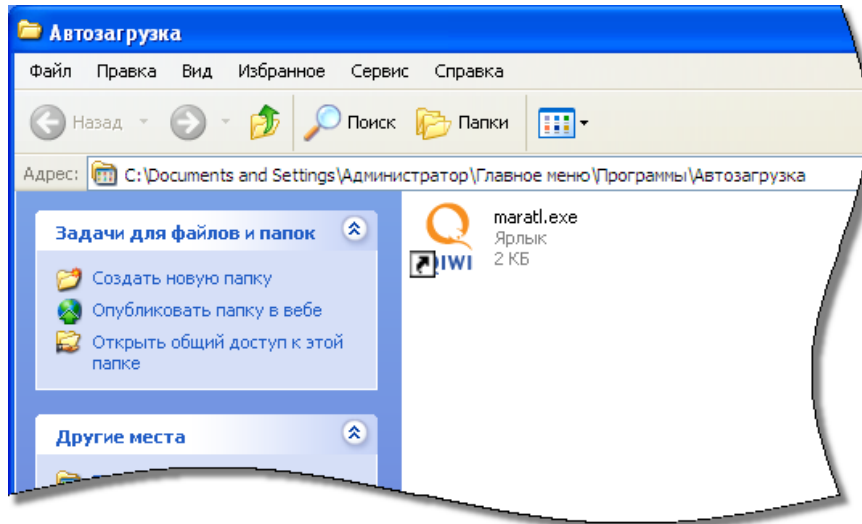 Автозагрузка
Файл Правка Вид Избранное Сервис Справка
Назад Поиск Папки
Адрес: C:\Documents and Settings\Администратор\Главное меню\Программы\Автозагрузка
Задачи для файлов и папок
Создать новую папку
Опубликовать папку в вебе
Открыть общий доступ к этой
папке
Другие места
maratl.exe
Ярлык
2 КБ
QIWI